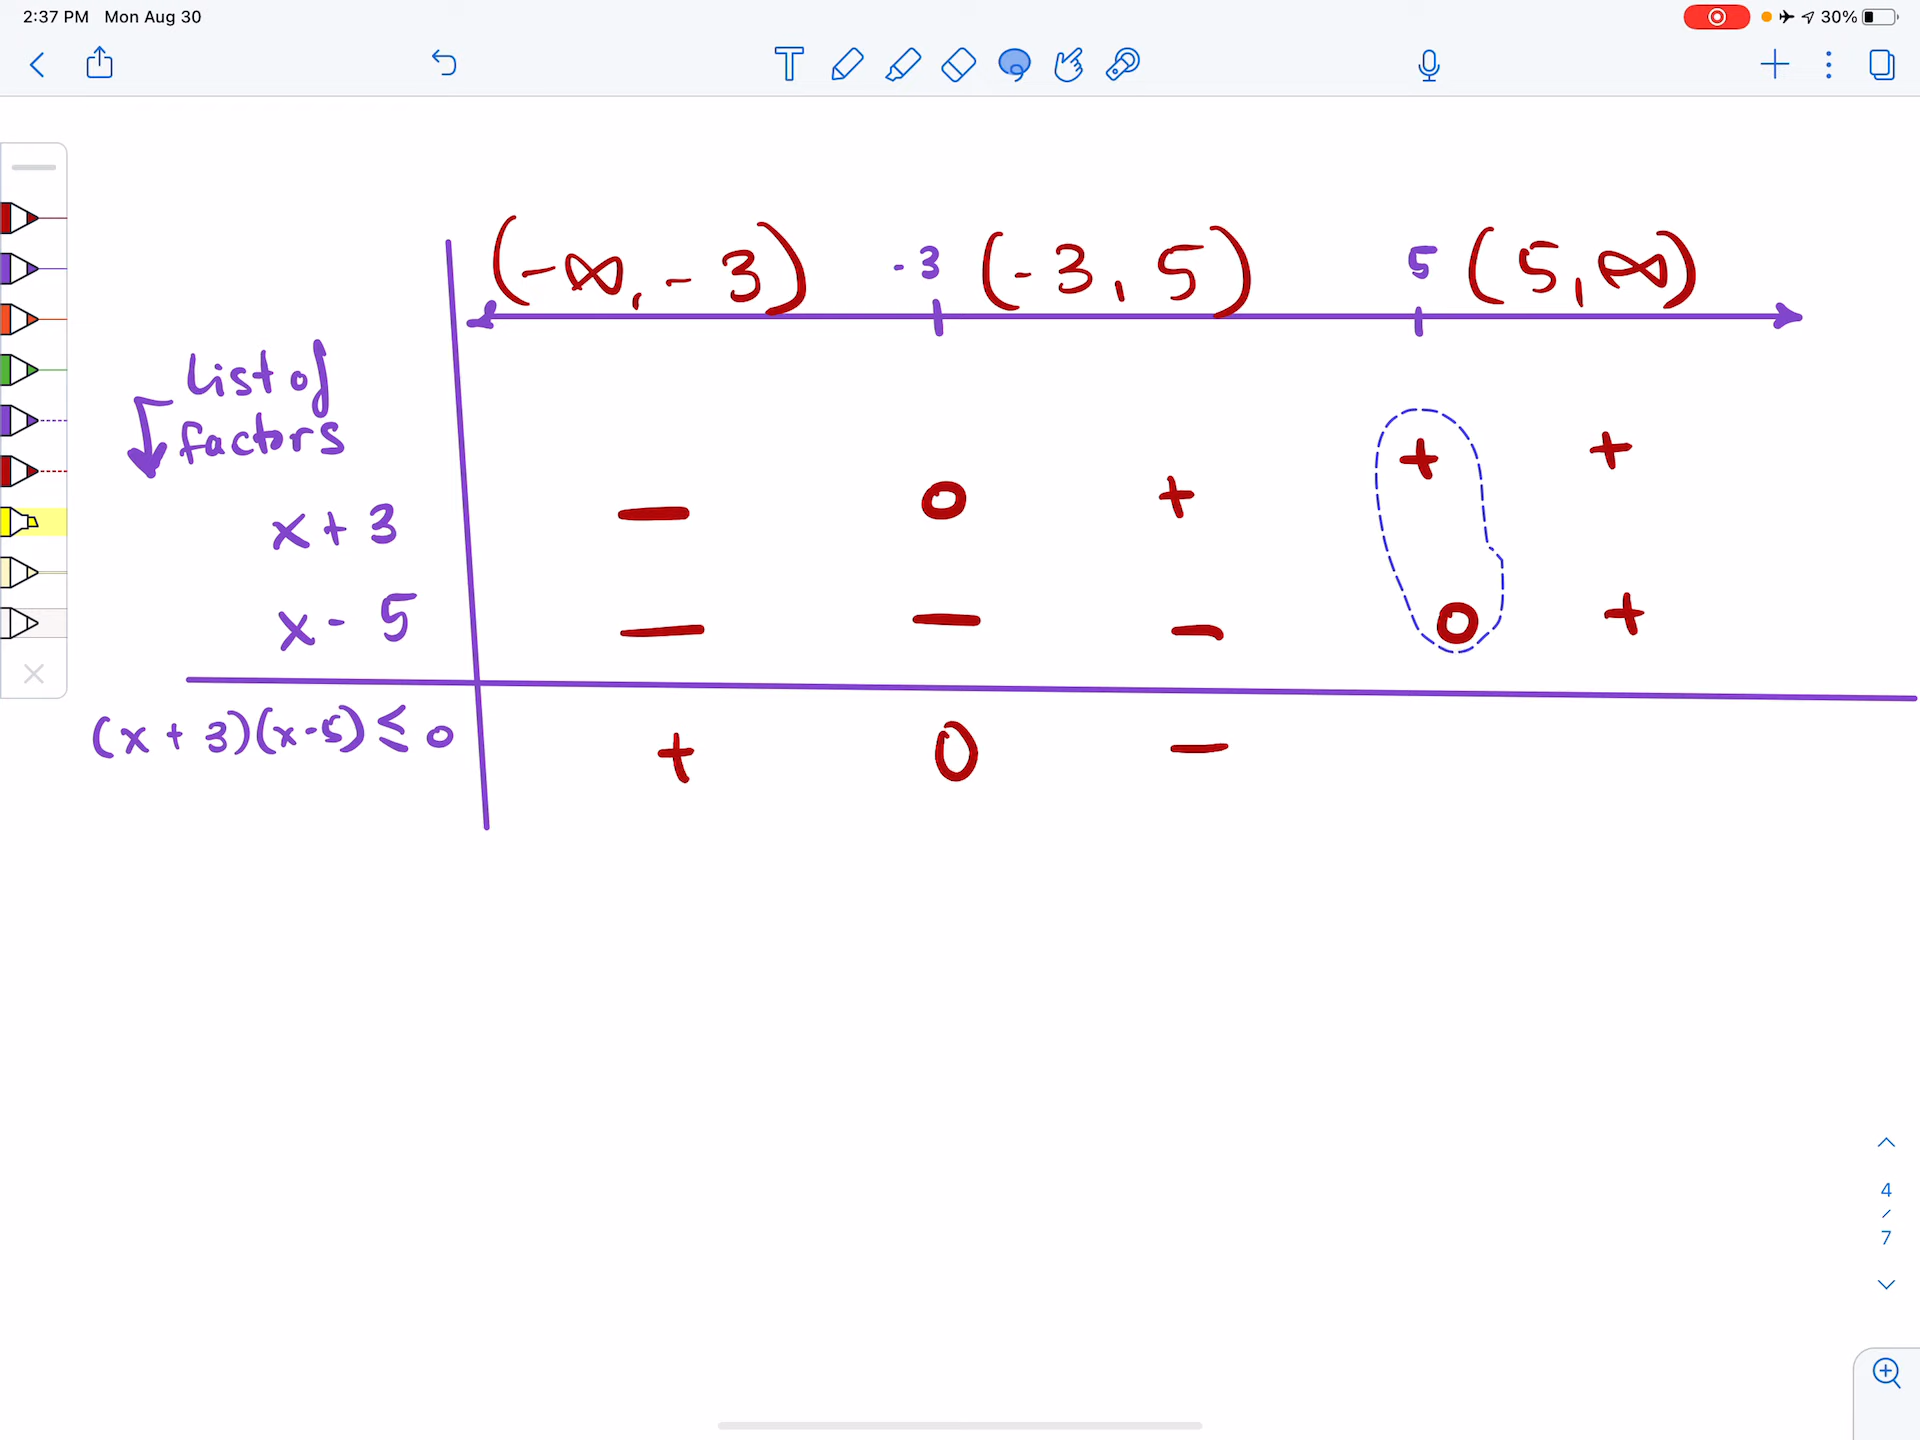 2:37 PM Mon Aug 30
30%
T
(-∞, -3) -3 (-3, 5) 5 (5, ∞)
List of
factors
x + 3 − 0 + + +
x - 5 − − − 0 +
(x + 3)(x-5) ≤ 0 + 0 −
4
/
7